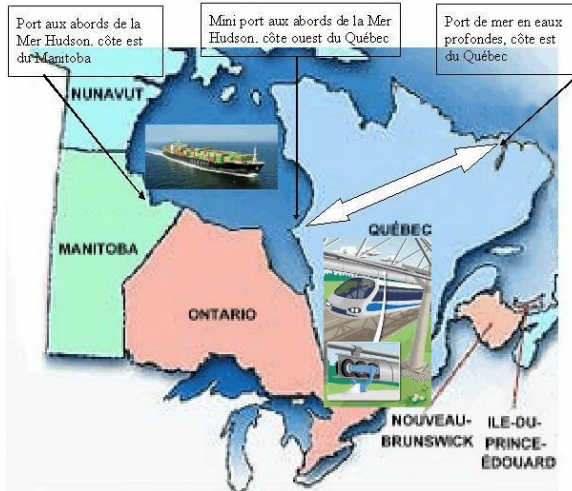 Port aux abords de la
Mer Hudson. côte est
du Manitoba
Mini port aux abords de la Mer
Hudson. côte ouest du Québec
Port de mer en eaux
profondes, côte est
du Québec
NUNAVUT
MANITOBA
ONTARIO
QUÉBEC
NOUVEAU-
BRUNSWICK
ILE-DU-
PRINCE-
ÉDOUARD